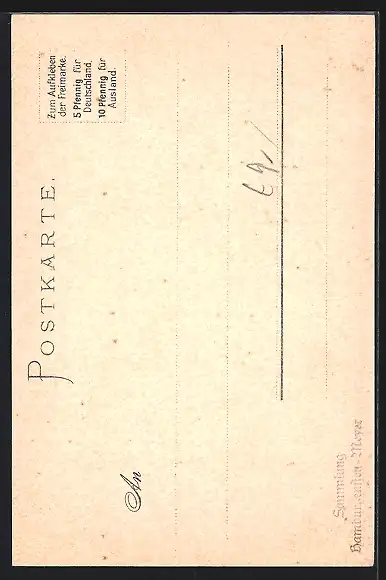 POSTKARTE.
Zum Aufkleben
der Freimarke.
5 Pfennig für
Deutschland,
10 Pfennig für
Ausland.
An
Sammlung